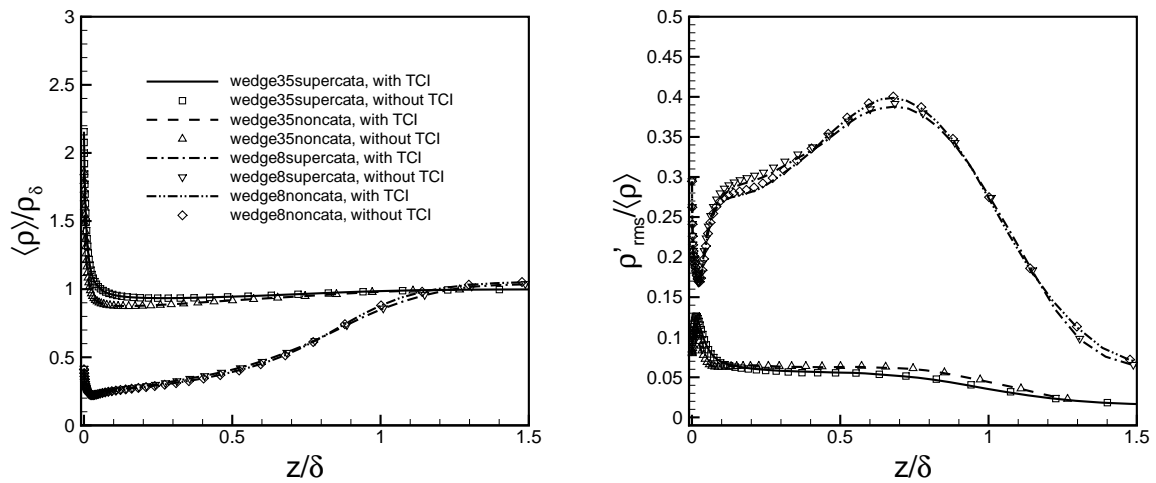 3
2.5
2
1.5
1
0.5
0
⟨ρ⟩/ρδ
wedge35supercata, with TCI
wedge35supercata, without TCI
wedge35noncata, with TCI
wedge35noncata, without TCI
wedge8supercata, with TCI
wedge8supercata, without TCI
wedge8noncata, with TCI
wedge8noncata, without TCI
0 0.5 1 1.5
z/δ
0.5
0.45
0.4
0.35
0.3
0.25
0.2
0.15
0.1
0.05
0
ρ'rms/⟨ρ⟩
0 0.5 1 1.5
z/δ